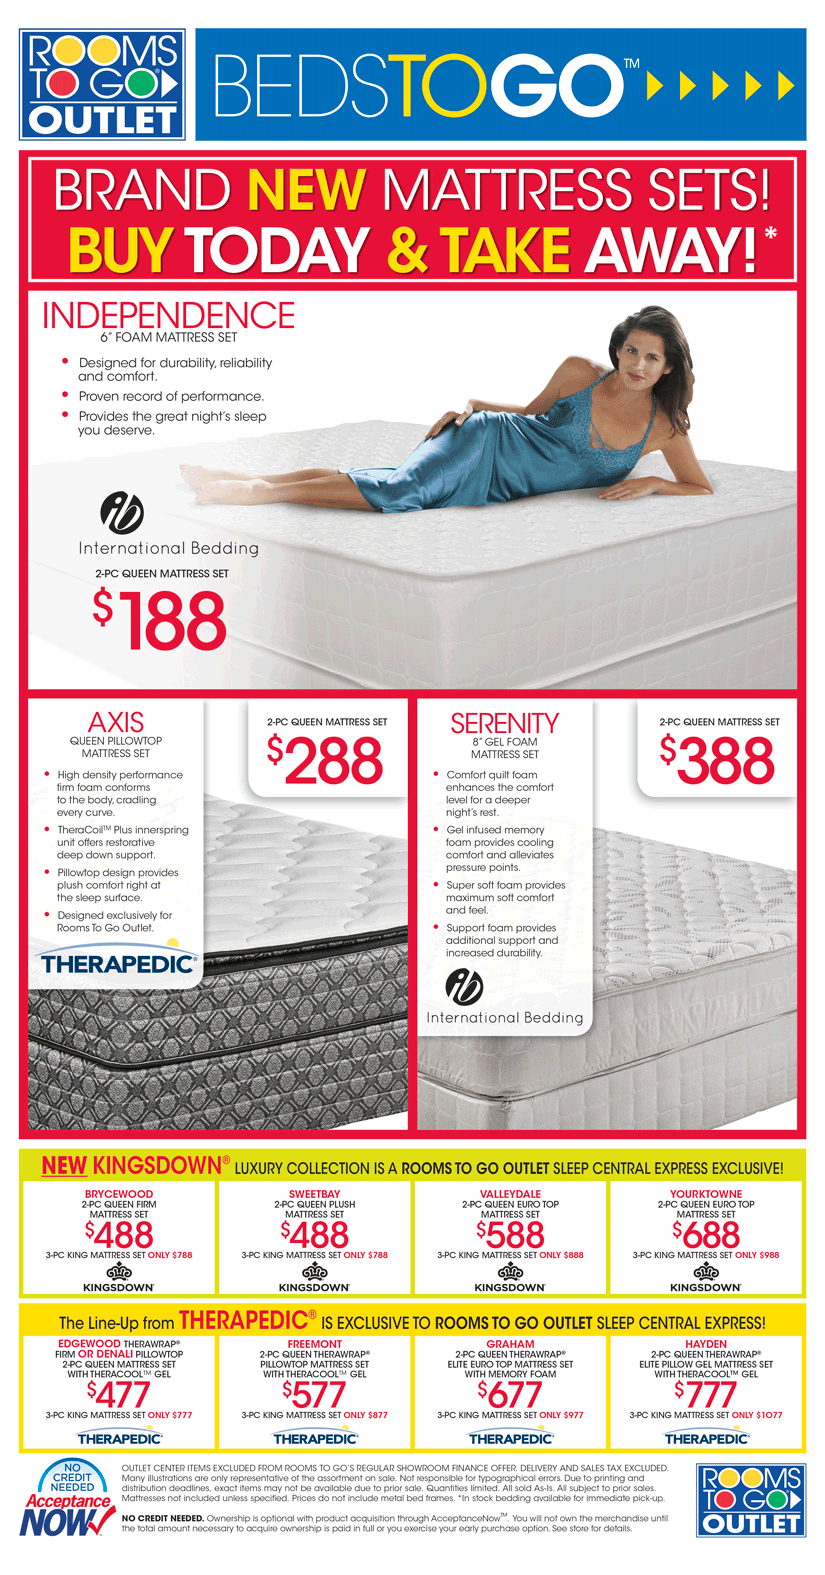 ROOMS
TO GO®
OUTLET
BEDSTOGO™
BRAND NEW MATTRESS SETS!
BUY TODAY & TAKE AWAY!*
INDEPENDENCE
6" FOAM MATTRESS SET
• Designed for durability, reliability
and comfort.
• Proven record of performance.
• Provides the great night's sleep
you deserve.
ib
International Bedding
2-PC QUEEN MATTRESS SET
$188
AXIS
QUEEN PILLOWTOP
MATTRESS SET
• High density performance
firm foam conforms
to the body, cradling
every curve.
• TheraCoil™ Plus innerspring
unit offers restorative
deep down support.
• Pillowtop design provides
plush comfort right at
the sleep surface.
• Designed exclusively for
Rooms To Go Outlet.
THERAPEDIC®
2-PC QUEEN MATTRESS SET
$288
SERENITY
8" GEL FOAM
MATTRESS SET
• Comfort quilt foam
enhances the comfort
level for a deeper
night's rest.
• Gel infused memory
foam provides cooling
comfort and alleviates
pressure points.
• Super soft foam provides
maximum soft comfort
and feel.
• Support foam provides
additional support and
increased durability.
ib
International Bedding
2-PC QUEEN MATTRESS SET
$388
NEW KINGSDOWN® LUXURY COLLECTION IS A ROOMS TO GO OUTLET SLEEP CENTRAL EXPRESS EXCLUSIVE!
BRYCEWOOD
2-PC QUEEN FIRM
MATTRESS SET
$488
3-PC KING MATTRESS SET ONLY $788
KINGSDOWN
SWEETBAY
2-PC QUEEN PLUSH
MATTRESS SET
$488
3-PC KING MATTRESS SET ONLY $788
KINGSDOWN
VALLEYDALE
2-PC QUEEN EURO TOP
MATTRESS SET
$588
3-PC KING MATTRESS SET ONLY $888
KINGSDOWN
YOURKTOWNE
2-PC QUEEN EURO TOP
MATTRESS SET
$688
3-PC KING MATTRESS SET ONLY $988
KINGSDOWN
The Line-Up from THERAPEDIC® IS EXCLUSIVE TO ROOMS TO GO OUTLET SLEEP CENTRAL EXPRESS!
EDGEWOOD THERAWRAP®
FIRM OR DENALI PILLOWTOP
2-PC QUEEN MATTRESS SET
WITH THERACOOL™ GEL
$477
3-PC KING MATTRESS SET ONLY $777
THERAPEDIC
FREEMONT
2-PC QUEEN THERAWRAP®
PILLOWTOP MATTRESS SET
WITH THERACOOL™ GEL
$577
3-PC KING MATTRESS SET ONLY $877
THERAPEDIC
GRAHAM
2-PC QUEEN THERAWRAP®
ELITE EURO TOP MATTRESS SET
WITH MEMORY FOAM
$677
3-PC KING MATTRESS SET ONLY $977
THERAPEDIC
HAYDEN
2-PC QUEEN THERAWRAP®
ELITE PILLOW GEL MATTRESS SET
WITH THERACOOL™ GEL
$777
3-PC KING MATTRESS SET ONLY $1077
THERAPEDIC
NO
CREDIT
NEEDED
Acceptance
NOW
OUTLET CENTER ITEMS EXCLUDED FROM ROOMS TO GO'S REGULAR SHOWROOM FINANCE OFFER. DELIVERY AND SALES TAX EXCLUDED.
Many illustrations are only representative of the assortment on sale. Not responsible for typographical errors. Due to printing and
distribution deadlines, exact items may not be available due to prior sale. Quantities limited. All sold As-Is. All subject to prior sales.
Mattresses not included unless specified. Prices do not include metal bed frames. *In stock bedding available for immediate pick-up.
NO CREDIT NEEDED. Ownership is optional with product acquisition through AcceptanceNow™. You will not own the merchandise until
the total amount necessary to acquire ownership is paid in full or you exercise your early purchase option. See store for details.
ROOMS
TO GO®
OUTLET